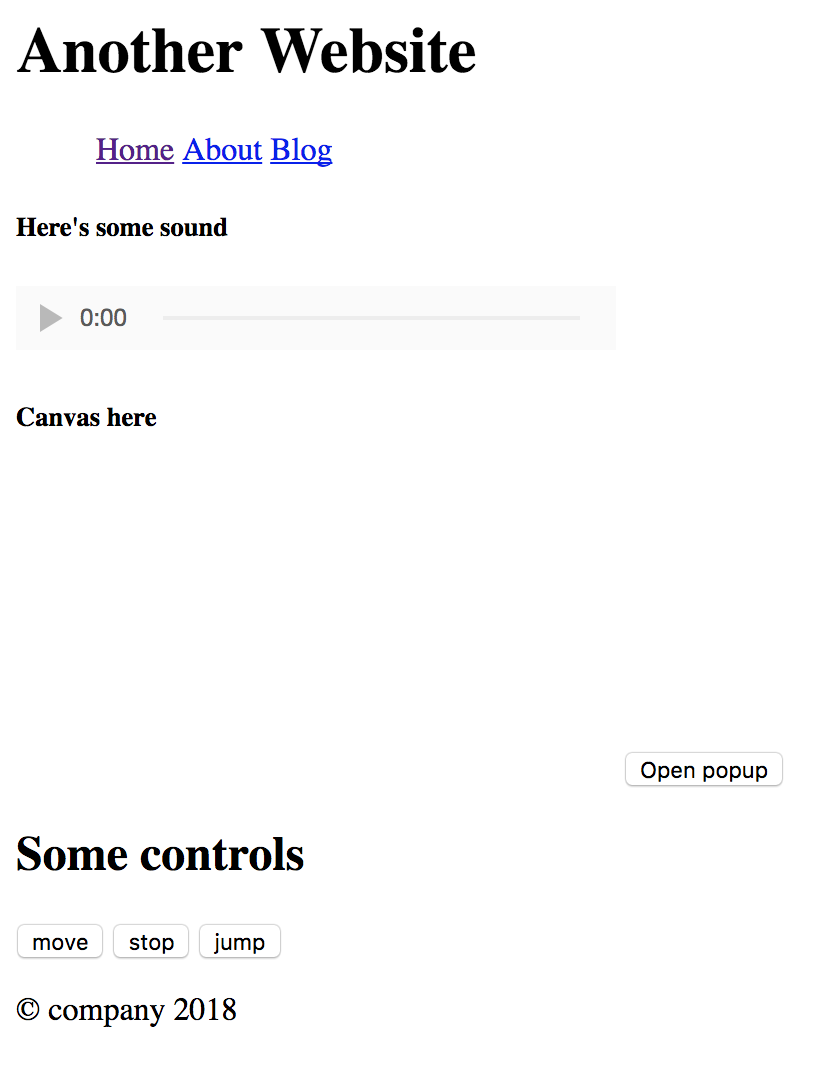 Another Website
Home About Blog
Here's some sound
0:00
Canvas here
Open popup
Some controls
move stop jump
© company 2018